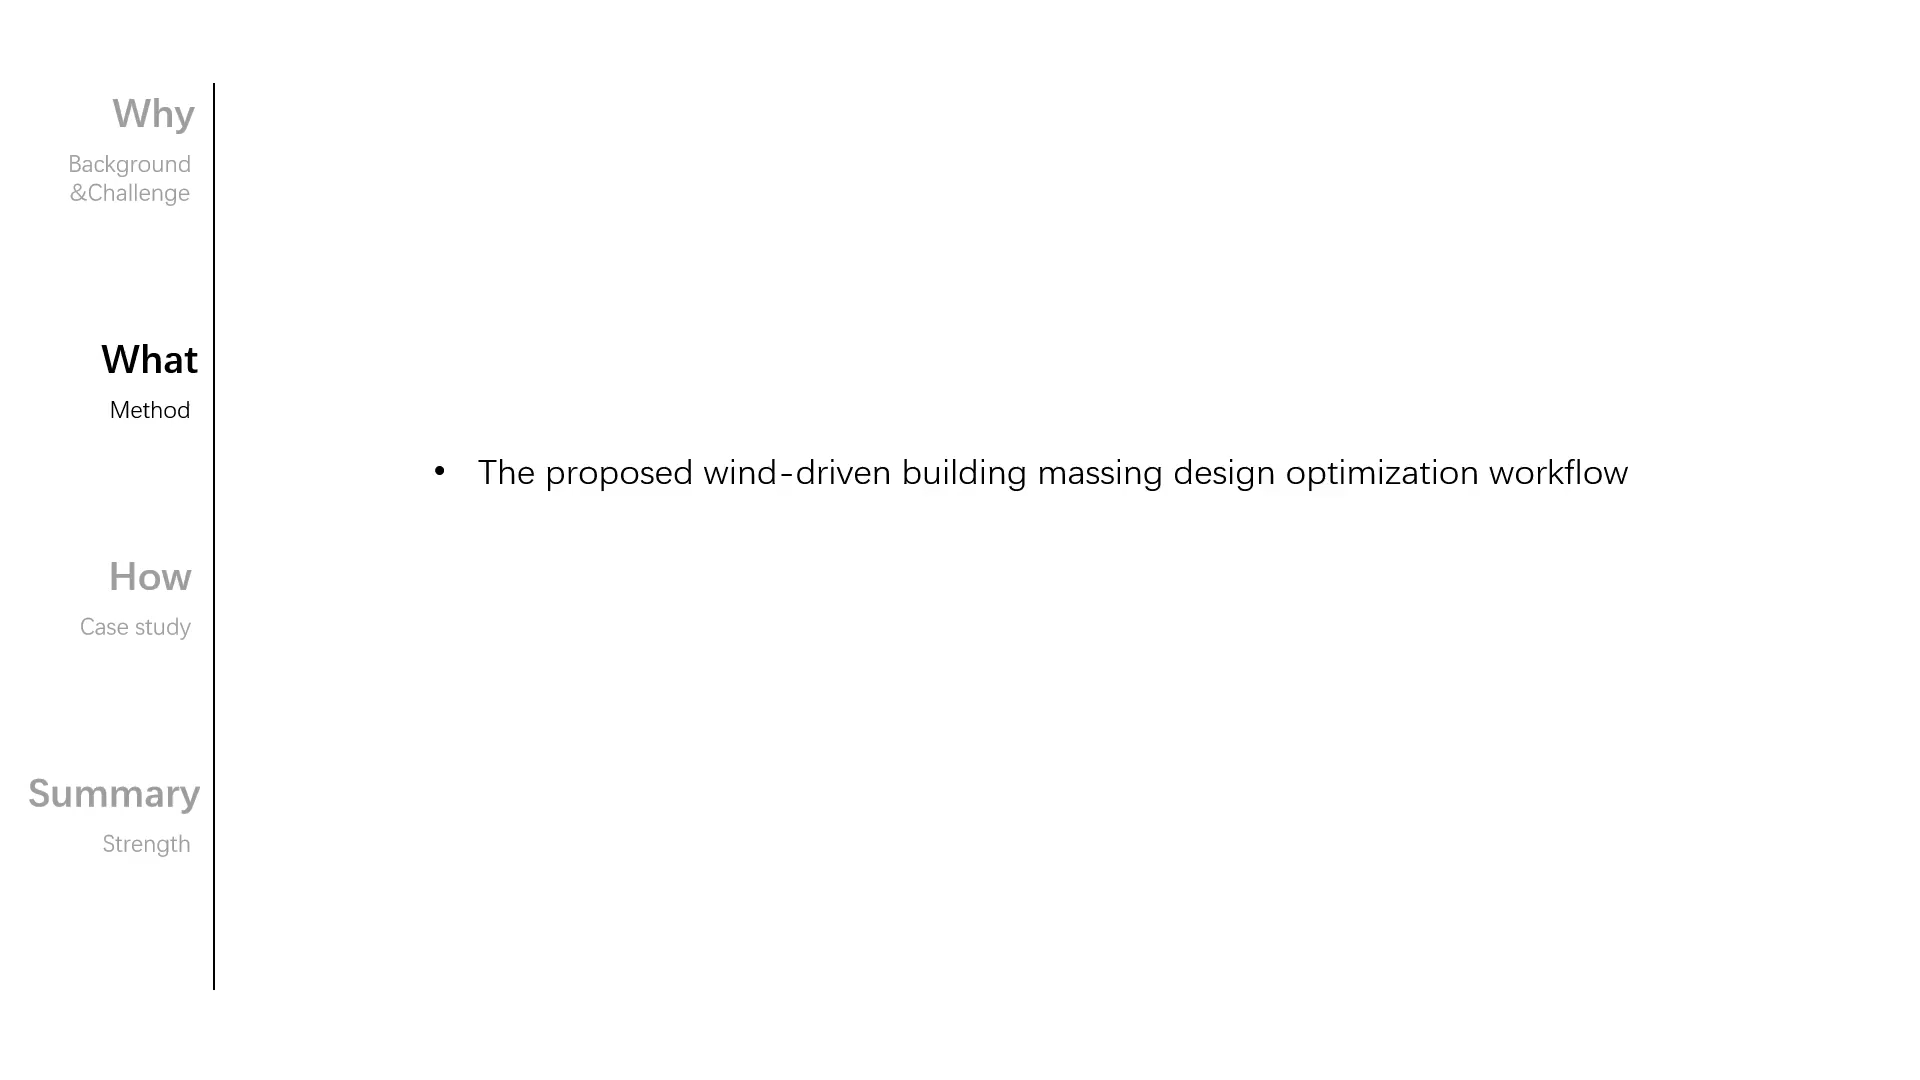 Why
Background
&Challenge
What
Method
• The proposed wind-driven building massing design optimization workflow
How
Case study
Summary
Strength